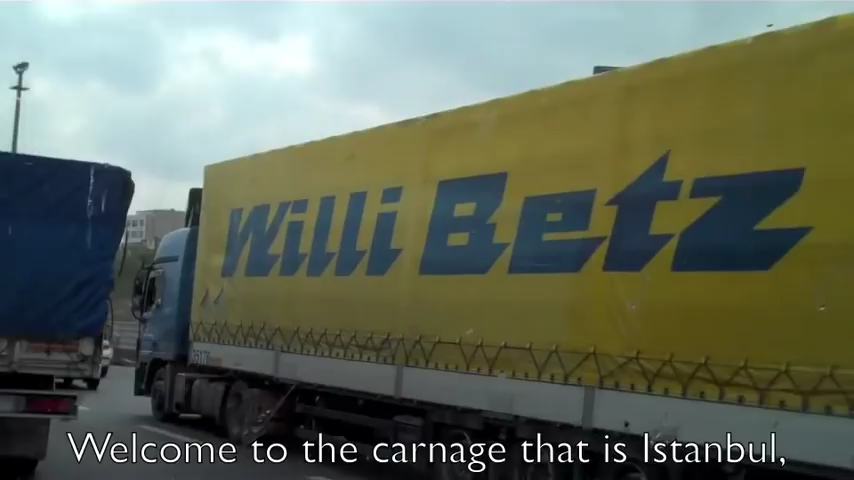 Willi Betz
Welcome to the carnage that is Istanbul,